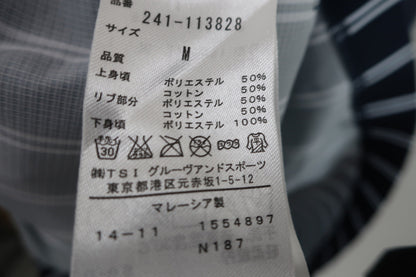 品番
241-113828
サイズ
M
品質
上身頃 ポリエステル 50%
コットン 50%
リブ部分 ポリエステル 50%
コットン 50%
下身頃 ポリエステル 100%
30
㈱TSI グルーヴアンドスポーツ
東京都港区元赤坂1-5-12
マレーシア製
14-11 1554897
N187